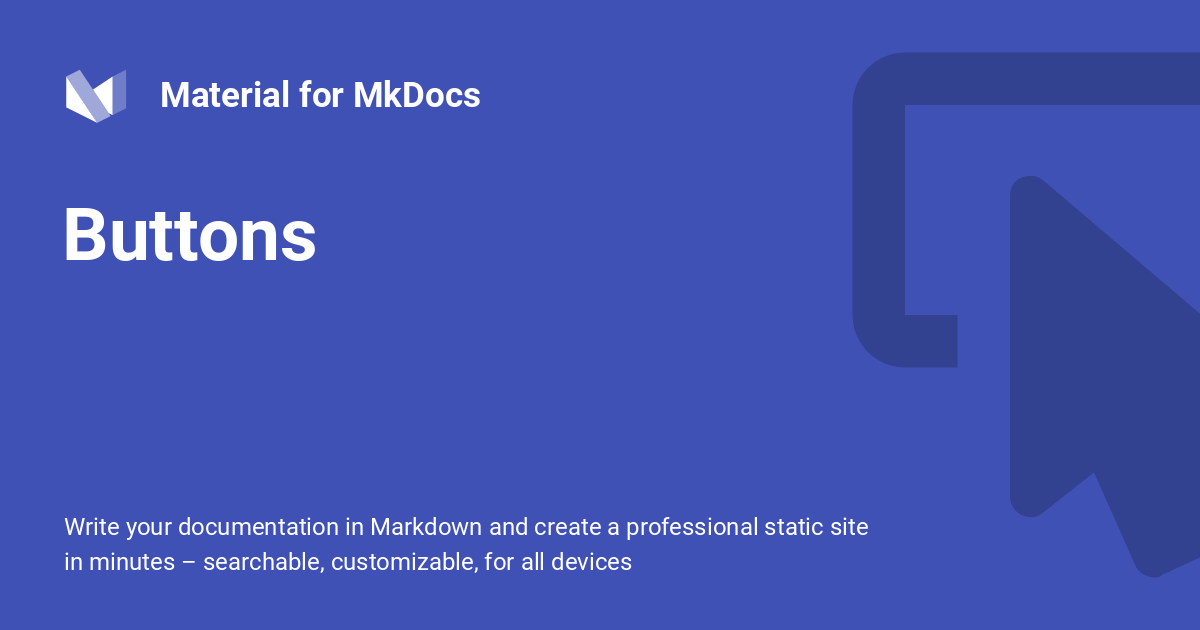 Material for MkDocs
Buttons
Write your documentation in Markdown and create a professional static site
in minutes – searchable, customizable, for all devices